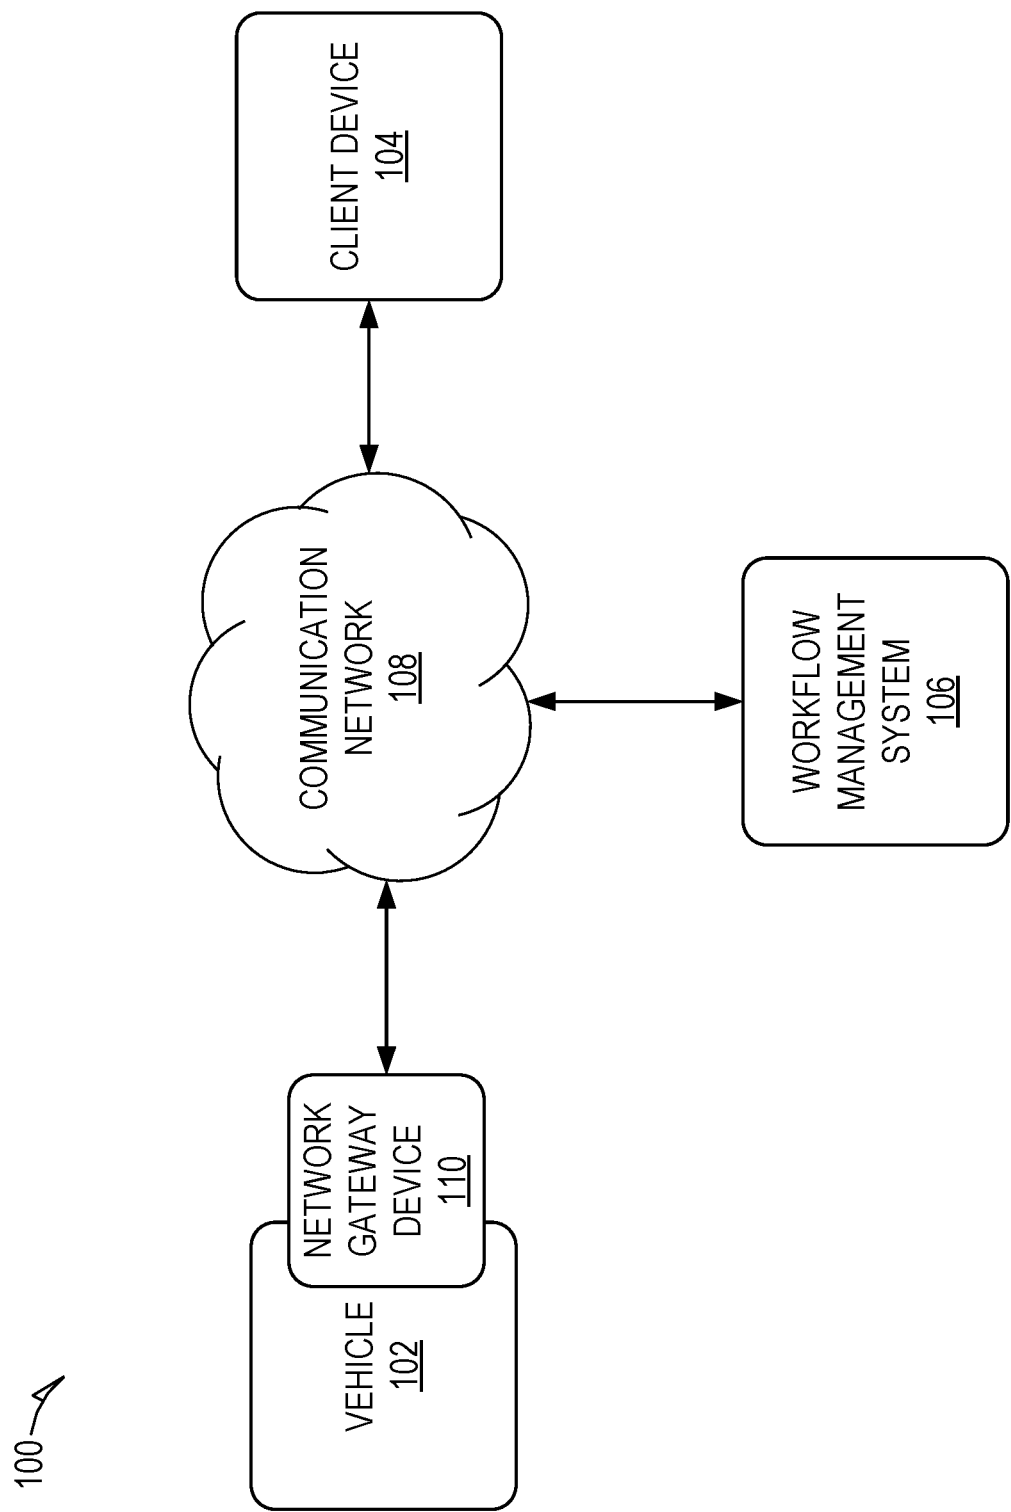 100
VEHICLE
102
NETWORK
GATEWAY
DEVICE
110
COMMUNICATION
NETWORK
108
CLIENT DEVICE
104
WORKFLOW
MANAGEMENT
SYSTEM
106